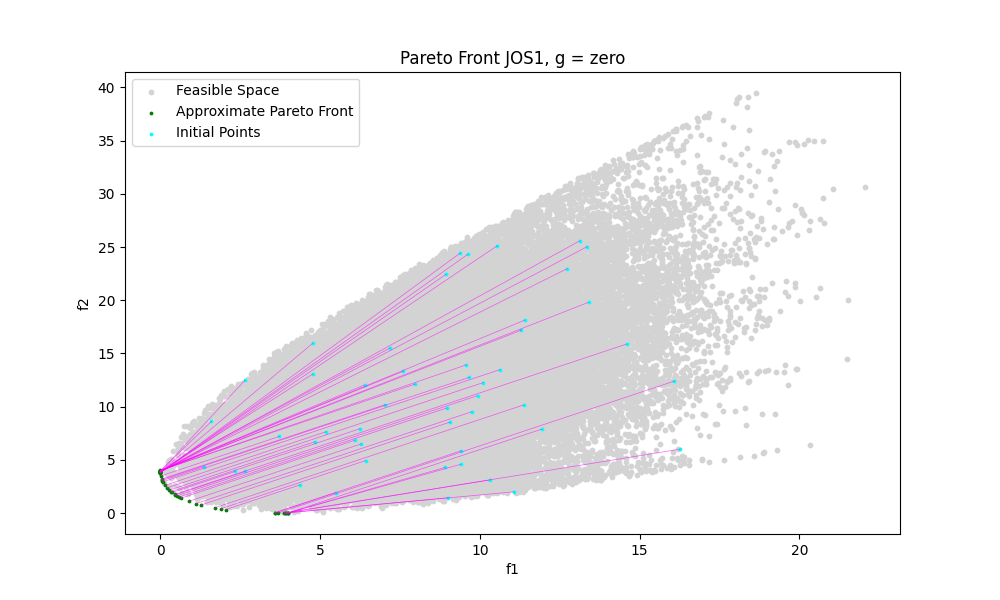 Pareto Front JOS1, g = zero
Feasible Space
Approximate Pareto Front
Initial Points
f2
40
35
30
25
20
15
10
5
0
0 5 10 15 20
f1